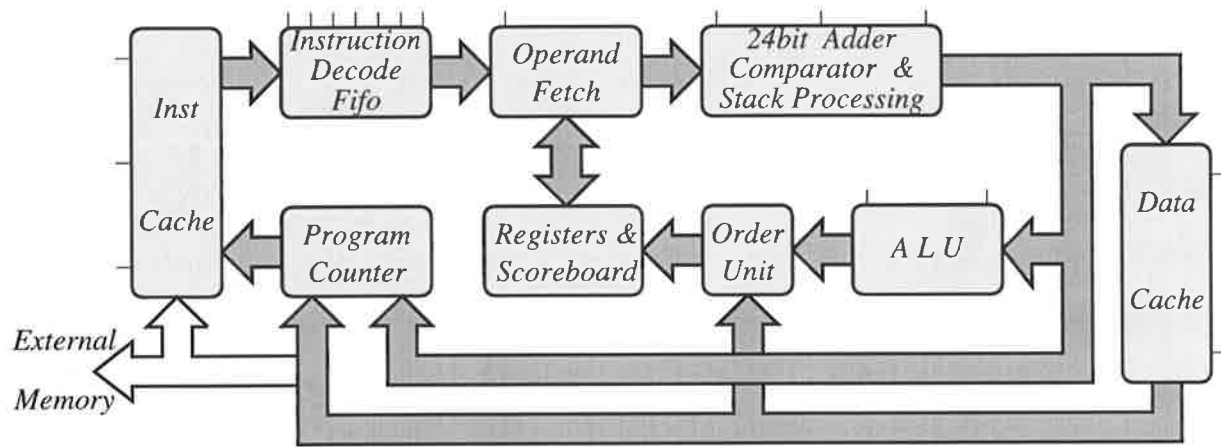 Inst
Cache
Instruction
Decode
Fifo
Operand
Fetch
24bit Adder
Comparator &
Stack Processing
Program
Counter
Registers &
Scoreboard
Order
Unit
A L U
Data
Cache
External
Memory